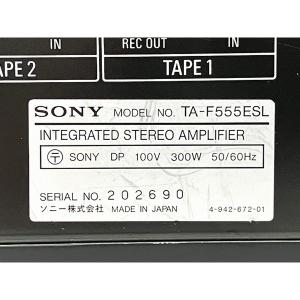 IN REC OUT IN
TAPE 2 TAPE 1
SONY MODEL NO. TA-F555ESL
INTEGRATED STEREO AMPLIFIER
T SONY DP 100V 300W 50/60Hz
SERIAL NO. 202690
ソニー株式会社 MADE IN JAPAN 4-942-672-01